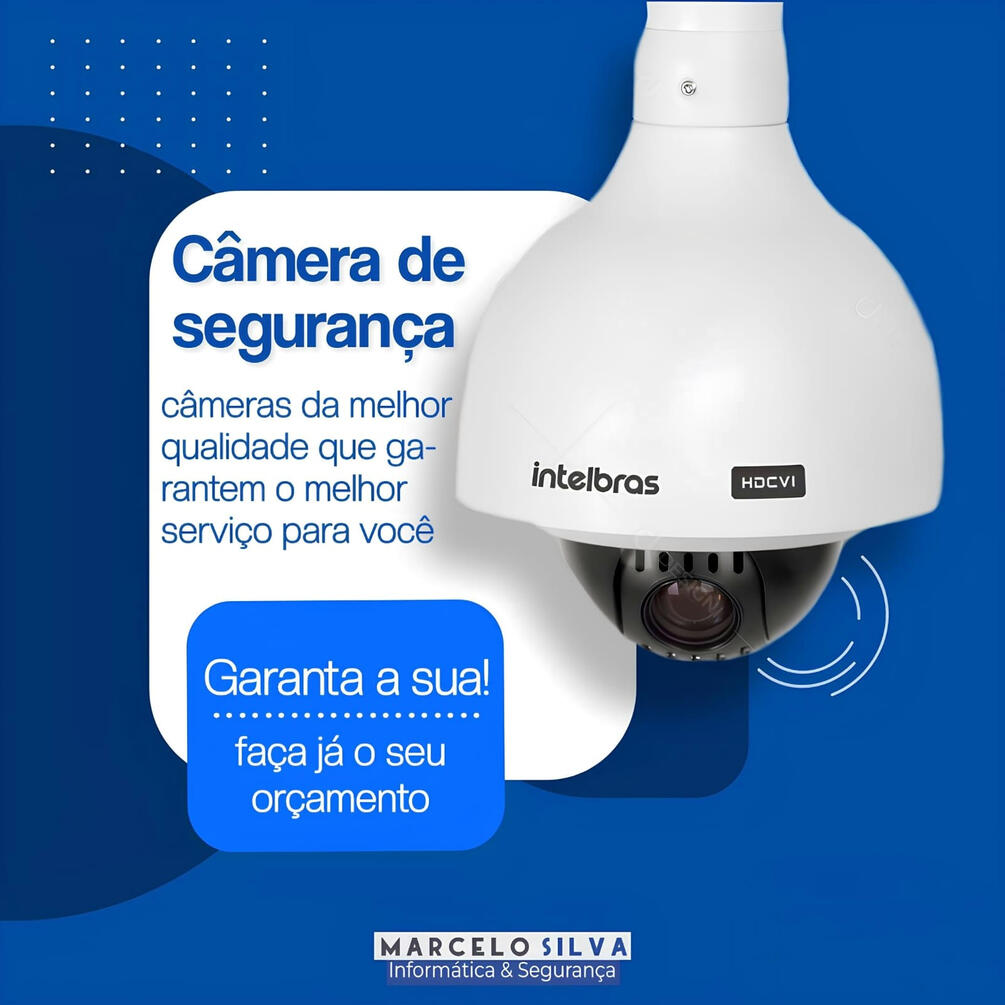 Câmera de
segurança
câmeras da melhor
qualidade que ga-
rantem o melhor
serviço para você
intelbras
HDCVI
Garanta a sua!
faça já o seu
orçamento
MARCELO SILVA
Informática & Segurança